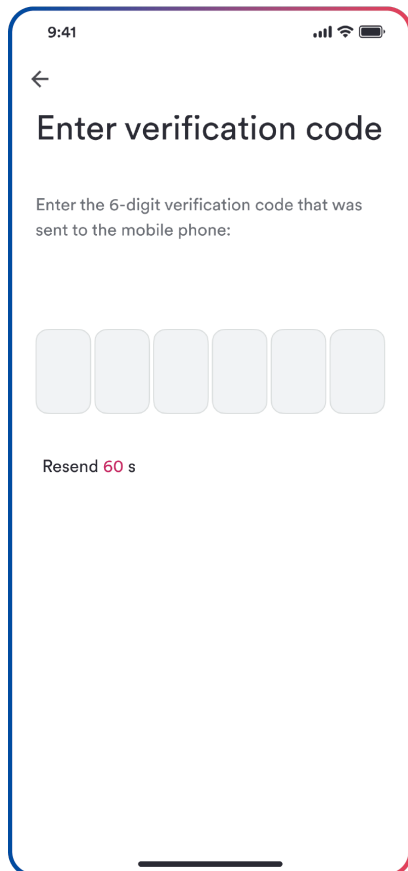 9:41
Enter verification code
Enter the 6-digit verification code that was
sent to the mobile phone:
Resend 60 s